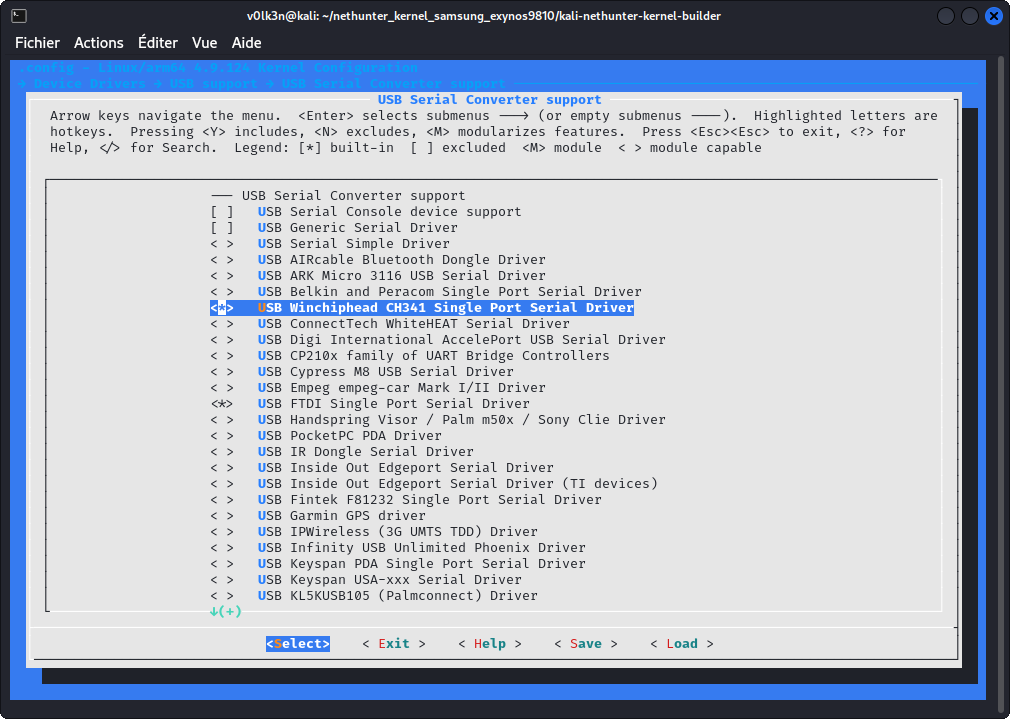 v0lk3n@kali: ~/nethunter_kernel_samsung_exynos9810/kali-nethunter-kernel-builder
Fichier Actions Éditer Vue Aide
.config - Linux/arm64 4.9.124 Kernel Configuration
→ Device Drivers → USB support → USB Serial Converter support
USB Serial Converter support
Arrow keys navigate the menu. <Enter> selects submenus ---> (or empty submenus ----). Highlighted letters are
hotkeys. Pressing <Y> includes, <N> excludes, <M> modularizes features. Press <Esc><Esc> to exit, <?> for
Help, </> for Search. Legend: [*] built-in [ ] excluded <M> module < > module capable
--- USB Serial Converter support
[ ] USB Serial Console device support
[ ] USB Generic Serial Driver
< > USB Serial Simple Driver
< > USB AIRcable Bluetooth Dongle Driver
< > USB ARK Micro 3116 USB Serial Driver
< > USB Belkin and Peracom Single Port Serial Driver
<*> USB Winchiphead CH341 Single Port Serial Driver
< > USB ConnectTech WhiteHEAT Serial Driver
< > USB Digi International AccelePort USB Serial Driver
< > USB CP210x family of UART Bridge Controllers
< > USB Cypress M8 USB Serial Driver
< > USB Empeg empeg-car Mark I/II Driver
<*> USB FTDI Single Port Serial Driver
< > USB Handspring Visor / Palm m50x / Sony Clie Driver
< > USB PocketPC PDA Driver
< > USB IR Dongle Serial Driver
< > USB Inside Out Edgeport Serial Driver
< > USB Inside Out Edgeport Serial Driver (TI devices)
< > USB Fintek F81232 Single Port Serial Driver
< > USB Garmin GPS driver
< > USB IPWireless (3G UMTS TDD) Driver
< > USB Infinity USB Unlimited Phoenix Driver
< > USB Keyspan PDA Single Port Serial Driver
< > USB Keyspan USA-xxx Serial Driver
< > USB KL5KUSB105 (Palmconnect) Driver
↓(+)
<Select> < Exit > < Help > < Save > < Load >